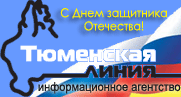 С Днем защитника
Отечества!
Тюменская
линия
информационное агентство